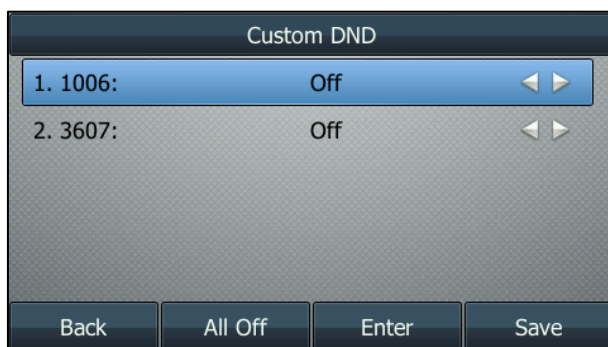 Custom DND
1. 1006: Off
2. 3607: Off
Back All Off Enter Save